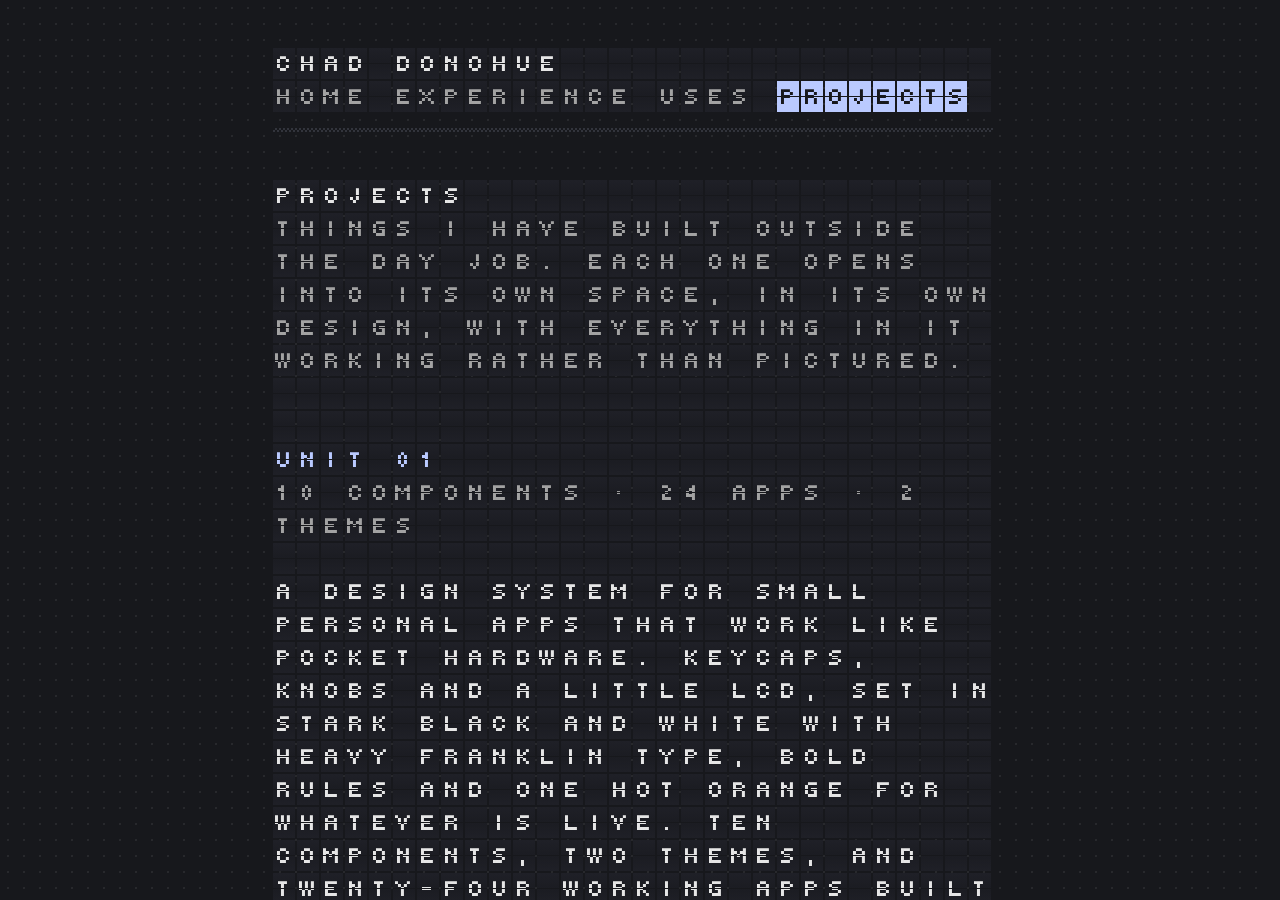 CHAD DONOHUE
HOME EXPERIENCE USES PROJECTS
PROJECTS
THINGS I HAVE BUILT OUTSIDE
THE DAY JOB. EACH ONE OPENS
INTO ITS OWN SPACE, IN ITS OWN
DESIGN, WITH EVERYTHING IN IT
WORKING RATHER THAN PICTURED.
UNIT 01
10 COMPONENTS · 24 APPS · 2
THEMES
A DESIGN SYSTEM FOR SMALL
PERSONAL APPS THAT WORK LIKE
POCKET HARDWARE. KEYCAPS,
KNOBS AND A LITTLE LCD, SET IN
STARK BLACK AND WHITE WITH
HEAVY FRANKLIN TYPE, BOLD
RULES AND ONE HOT ORANGE FOR
WHATEVER IS LIVE. TEN
COMPONENTS, TWO THEMES, AND
TWENTY-FOUR WORKING APPS BUILT